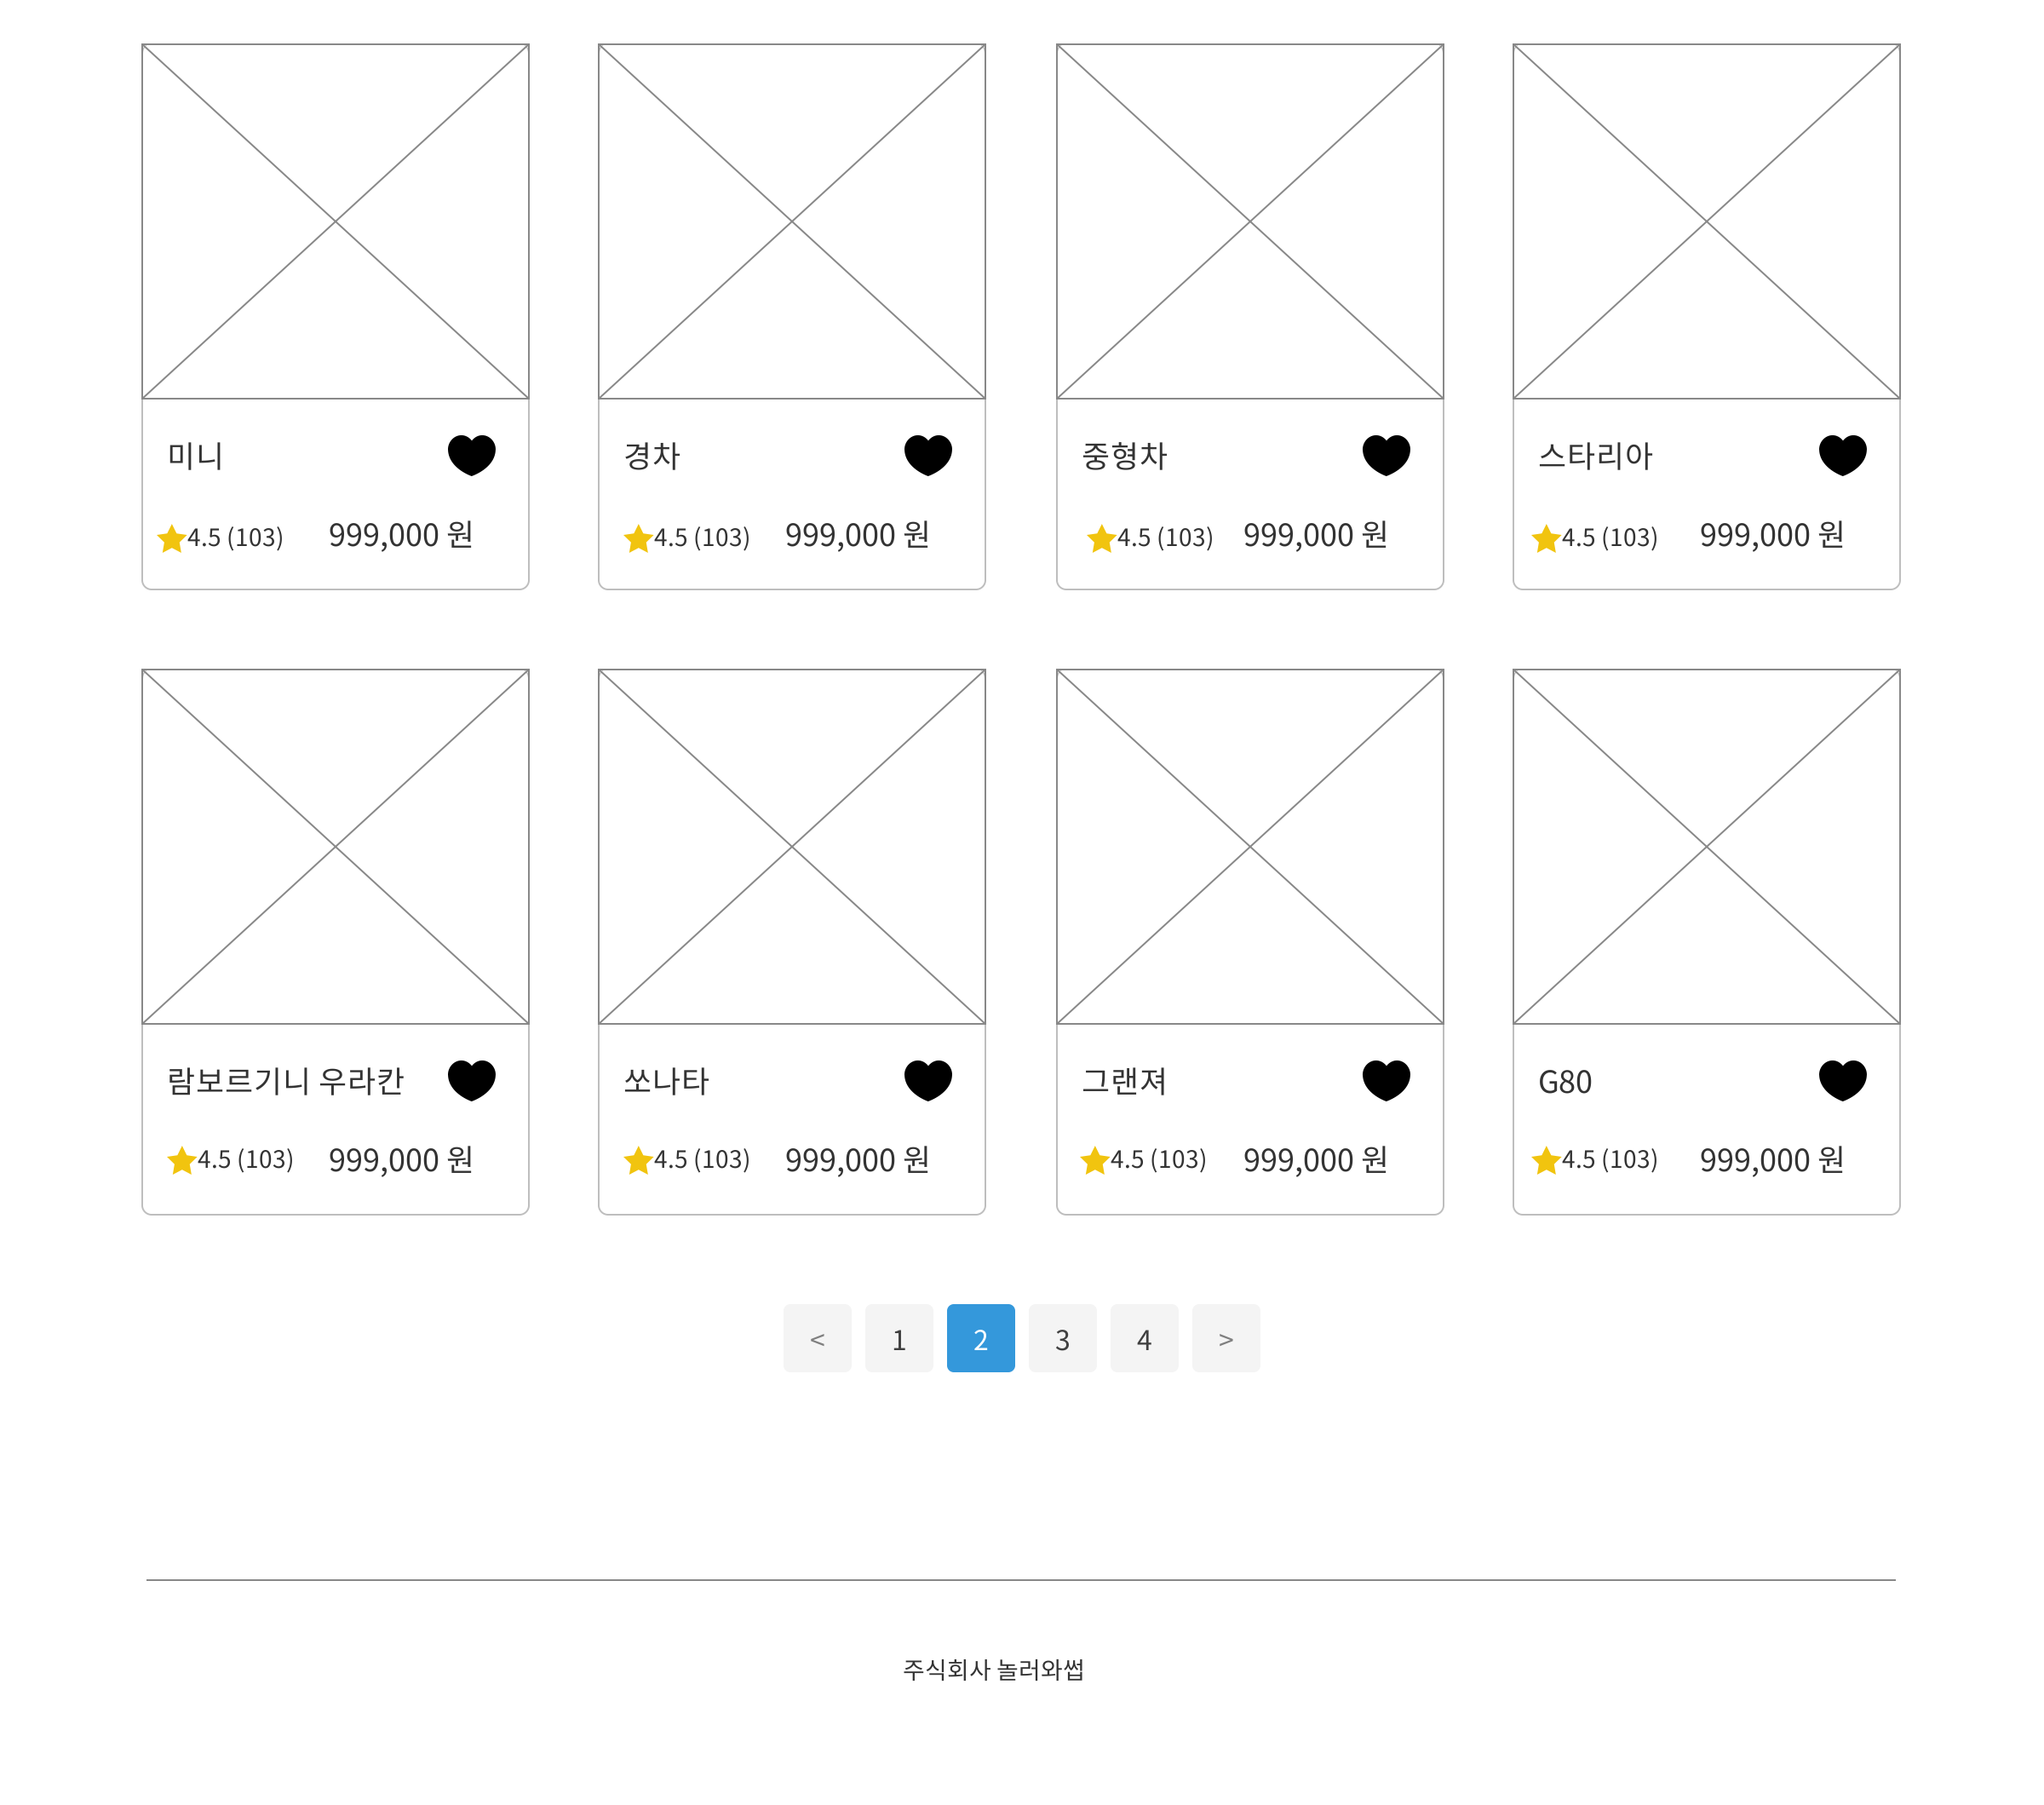 미니
경차
중형차
스타리아
4.5 (103) 999,000 원
4.5 (103) 999,000 원
4.5 (103) 999,000 원
4.5 (103) 999,000 원
람보르기니 우라칸
쏘나타
그랜져
G80
4.5 (103) 999,000 원
4.5 (103) 999,000 원
4.5 (103) 999,000 원
4.5 (103) 999,000 원
< 1 2 3 4 >
주식회사 놀러와썹